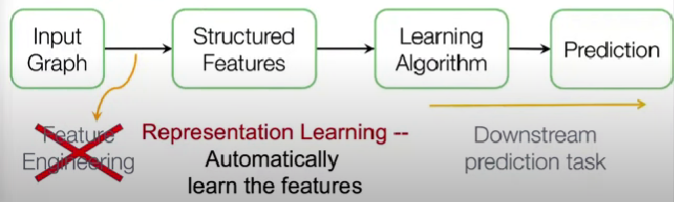 Input
Graph
Structured
Features
Learning
Algorithm
Prediction
Feature
Engineering
Representation Learning --
Automatically
learn the features
Downstream
prediction task